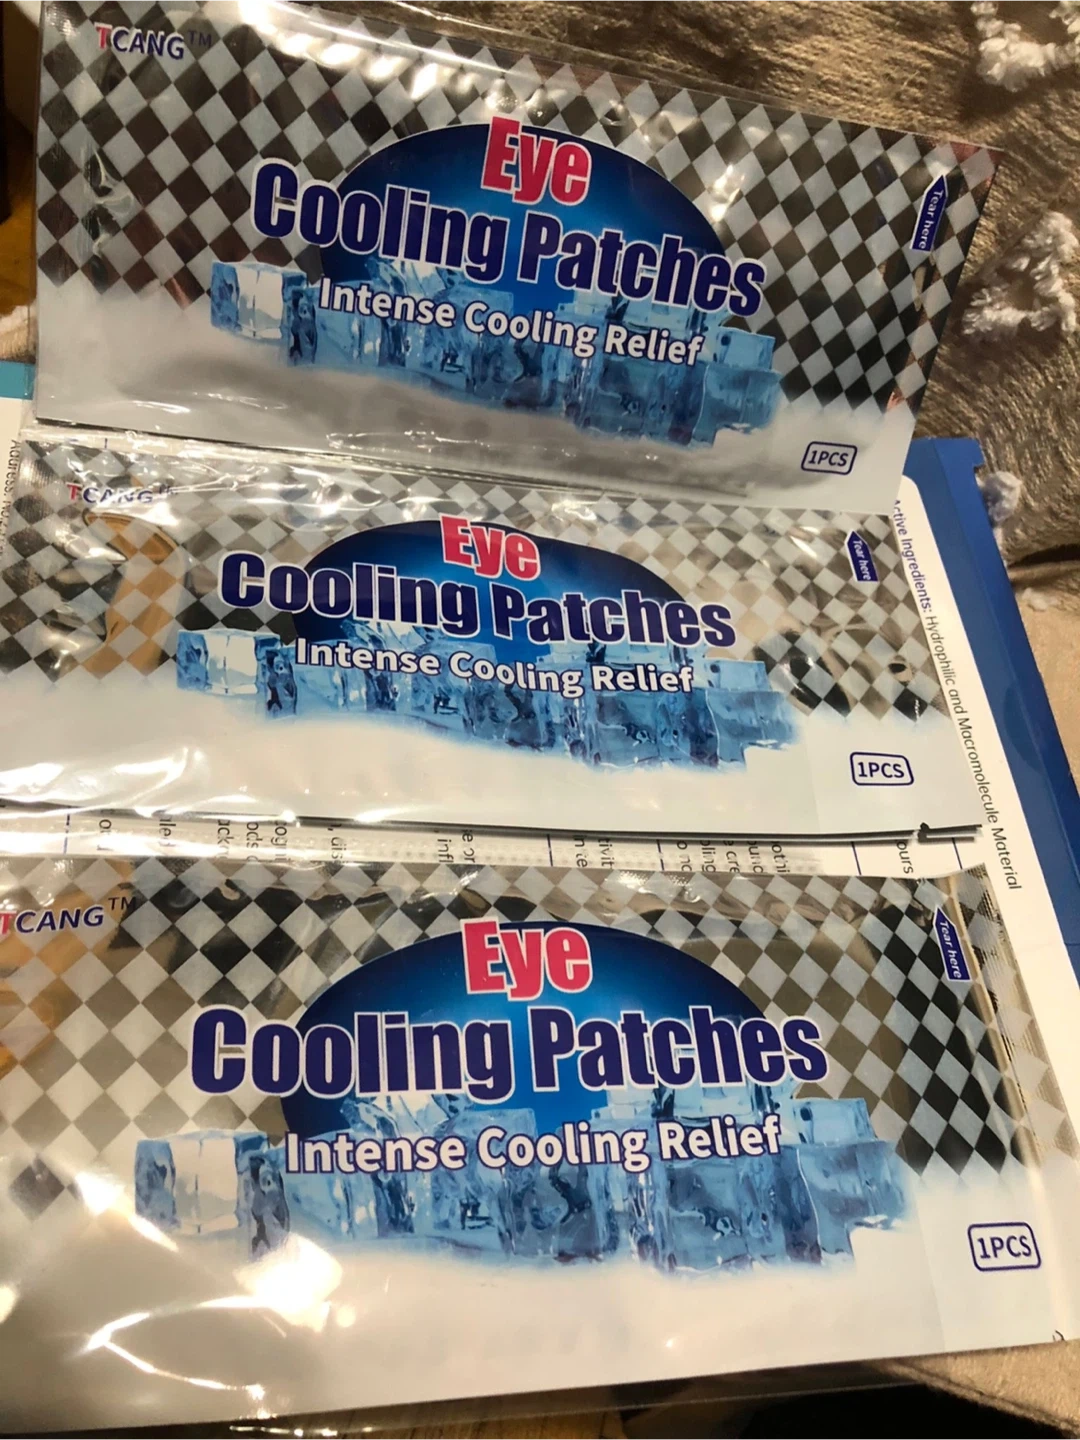 TCANG™
Eye
Cooling Patches
Intense Cooling Relief
Tear here
1PCS
TCANG
Eye
Cooling Patches
Intense Cooling Relief
Tear here
1PCS
Active Ingredients: Hydrophilic and Macromolecule Material
TCANG™
Eye
Cooling Patches
Intense Cooling Relief
Tear here
1PCS